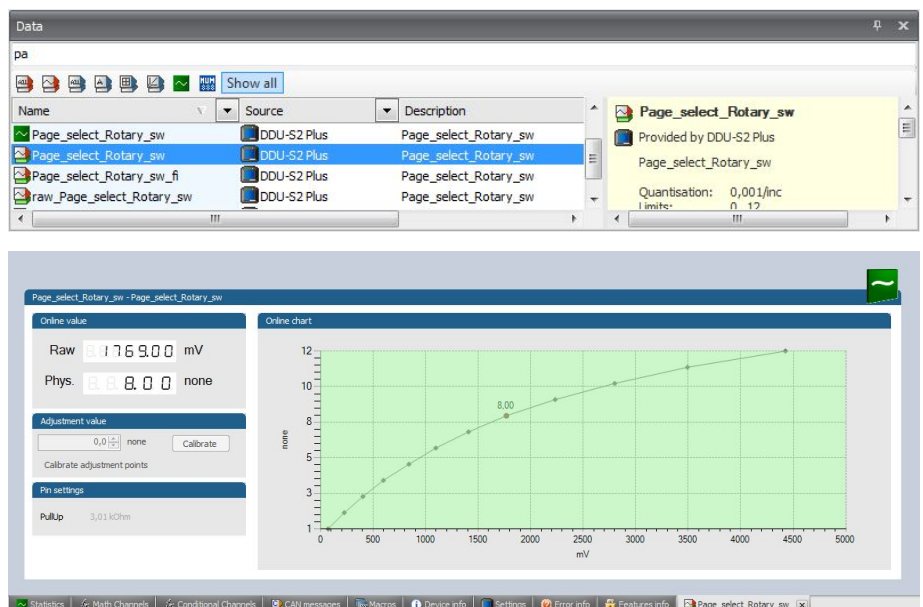 Data
pa
Show all
Name Source Description
Page_select_Rotary_sw DDU-S2 Plus Page_select_Rotary_sw
Page_select_Rotary_sw DDU-S2 Plus Page_select_Rotary_sw
Page_select_Rotary_sw_fi DDU-S2 Plus Page_select_Rotary_sw
raw_Page_select_Rotary_sw DDU-S2 Plus Page_select_Rotary_sw
Page_select_Rotary_sw
Provided by DDU-S2 Plus
Page_select_Rotary_sw
Quantisation: 0,001/inc
Limits: 0...12
Page_select_Rotary_sw - Page_select_Rotary_sw
Online value
Raw 1769.00 mV
Phys. 8.00 none
Adjustment value
0,0 none Calibrate
Calibrate adjustment points
Pin settings
PullUp 3,01 kOhm
Online chart
12
10
8
5
3
1
none
8,00
0 500 1000 1500 2000 2500 3000 3500 4000 4500 5000
mV
Statistics Math Channels Conditional Channels CAN messages Macros Device info Settings Error info Features info Page_select_Rotary_sw